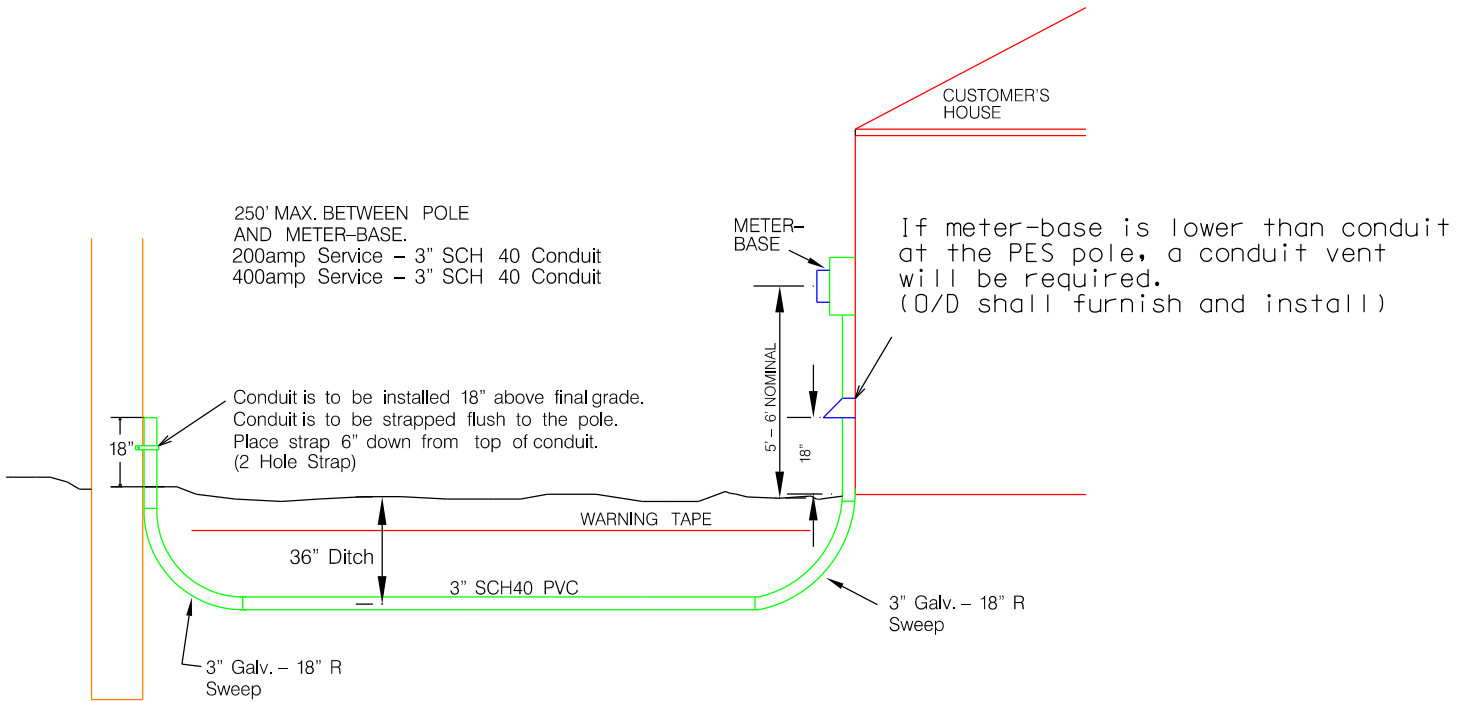 CUSTOMER'S
HOUSE
250' MAX. BETWEEN POLE
AND METER-BASE.
200amp Service - 3" SCH 40 Conduit
400amp Service - 3" SCH 40 Conduit
METER-
BASE
If meter-base is lower than conduit
at the PES pole, a conduit vent
will be required.
(O/D shall furnish and install)
5' - 6' NOMINAL
18"
Conduit is to be installed 18" above final grade.
Conduit is to be strapped flush to the pole.
Place strap 6" down from top of conduit.
(2 Hole Strap)
18"
WARNING TAPE
36" Ditch
3" SCH40 PVC
3" Galv. - 18" R
Sweep
3" Galv. - 18" R
Sweep